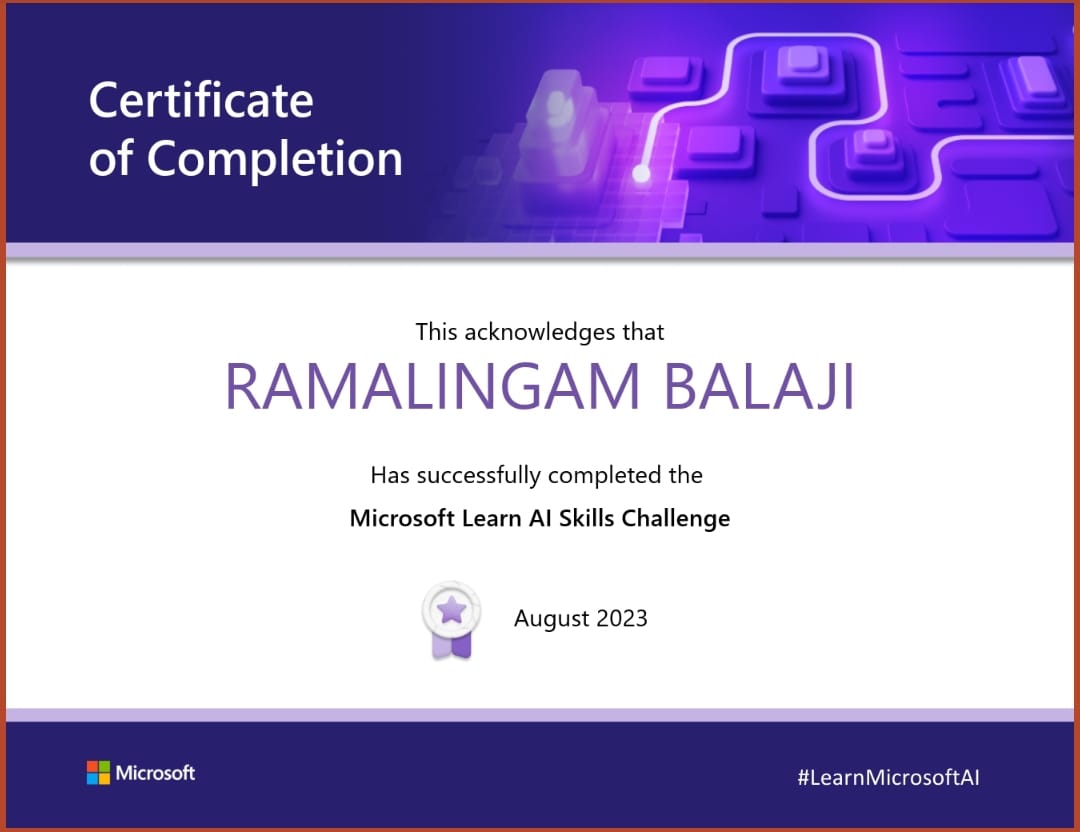 Certificate
of Completion
This acknowledges that
RAMALINGAM BALAJI
Has successfully completed the
Microsoft Learn AI Skills Challenge
August 2023
Microsoft
#LearnMicrosoftAI